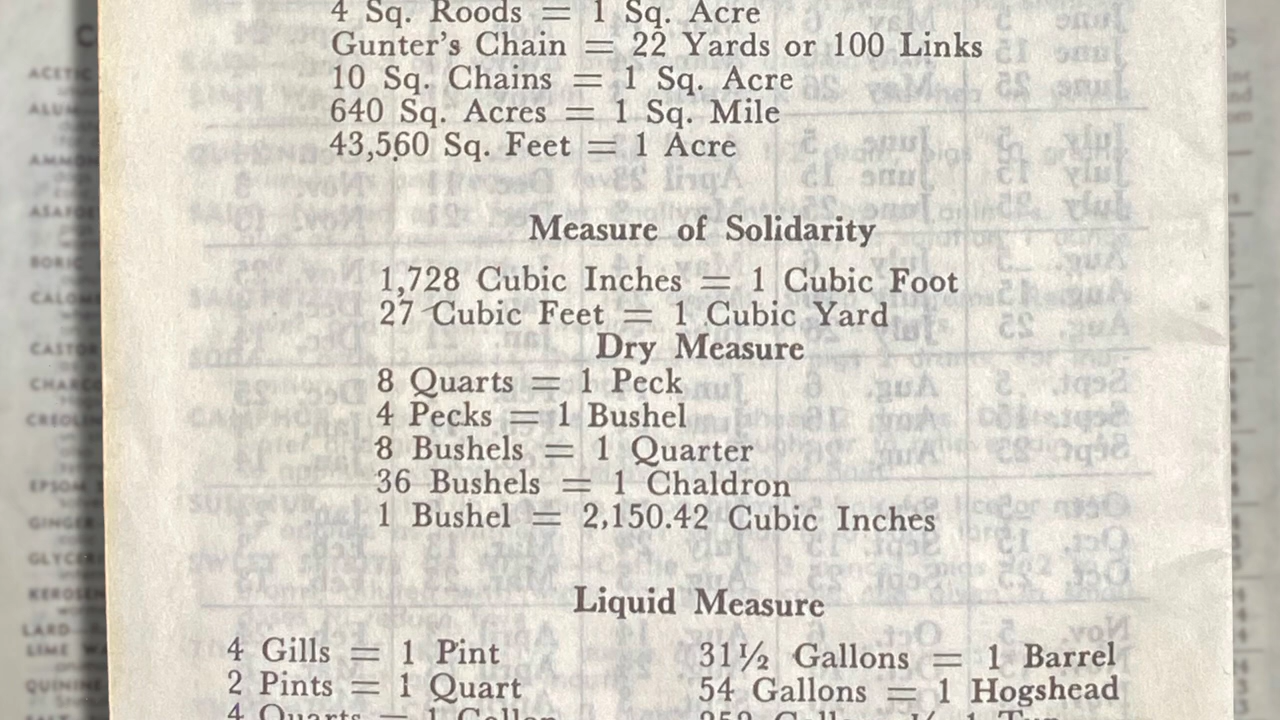 4 Sq. Roods = 1 Sq. Acre
Gunter's Chain = 22 Yards or 100 Links
10 Sq. Chains = 1 Sq. Acre
640 Sq. Acres = 1 Sq. Mile
43,560 Sq. Feet = 1 Acre
Measure of Solidarity
1,728 Cubic Inches = 1 Cubic Foot
27 Cubic Feet = 1 Cubic Yard
Dry Measure
8 Quarts = 1 Peck
4 Pecks = 1 Bushel
8 Bushels = 1 Quarter
36 Bushels = 1 Chaldron
1 Bushel = 2,150.42 Cubic Inches
Liquid Measure
4 Gills = 1 Pint
2 Pints = 1 Quart
4 Quarts = 1 Gallon
31½ Gallons = 1 Barrel
54 Gallons = 1 Hogshead